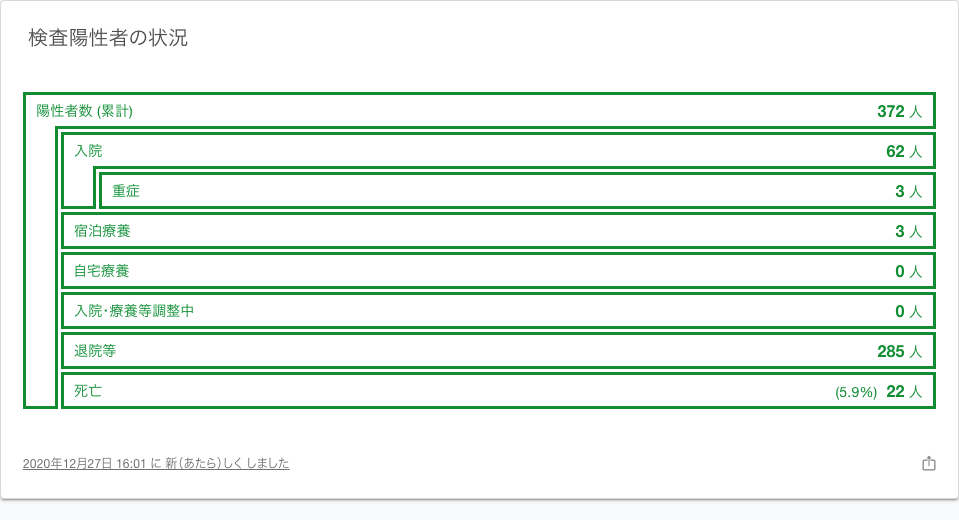 検査陽性者の状況
陽性者数 (累計) 372 人
入院 62 人
重症 3 人
宿泊療養 3 人
自宅療養 0 人
入院・療養等調整中 0 人
退院等 285 人
死亡 (5.9%) 22 人
2020年12月27日 16:01 に 新（あたら）しく しました